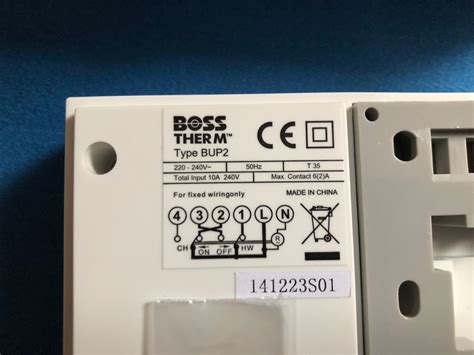 BOSS
THERM™
Type BUP2
CE
220 - 240V~ 50Hz T 35
Total Input 10A 240V Max. Contact 6(2)A
For fixed wiringonly MADE IN CHINA
4 3 2 1 L N
R
CH ON OFF HW
141223S01